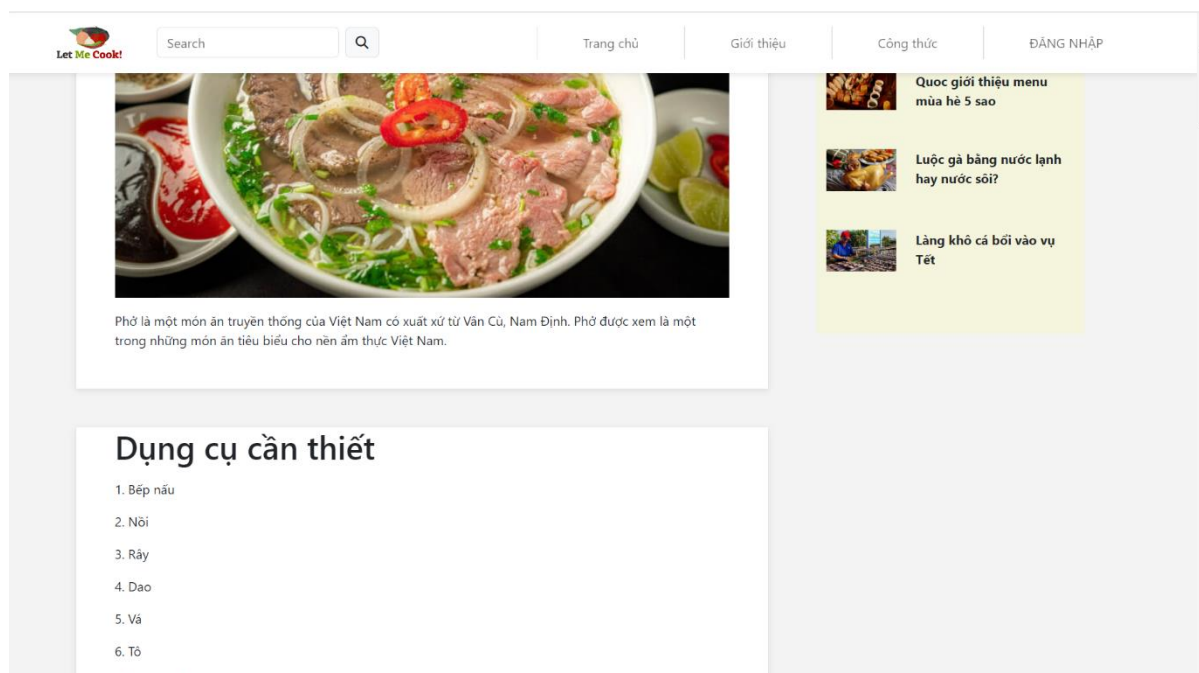 Let Me Cook!
Search
Trang chủ
Giới thiệu
Công thức
ĐĂNG NHẬP
Phở là một món ăn truyền thống của Việt Nam có xuất xứ từ Vân Cù, Nam Định. Phở được xem là một
trong những món ăn tiêu biểu cho nền ẩm thực Việt Nam.
Dụng cụ cần thiết
1. Bếp nấu
2. Nồi
3. Rây
4. Dao
5. Vá
6. Tô
Quoc giới thiệu menu
mùa hè 5 sao
Luộc gà bằng nước lạnh
hay nước sôi?
Làng khô cá bổi vào vụ
Tết